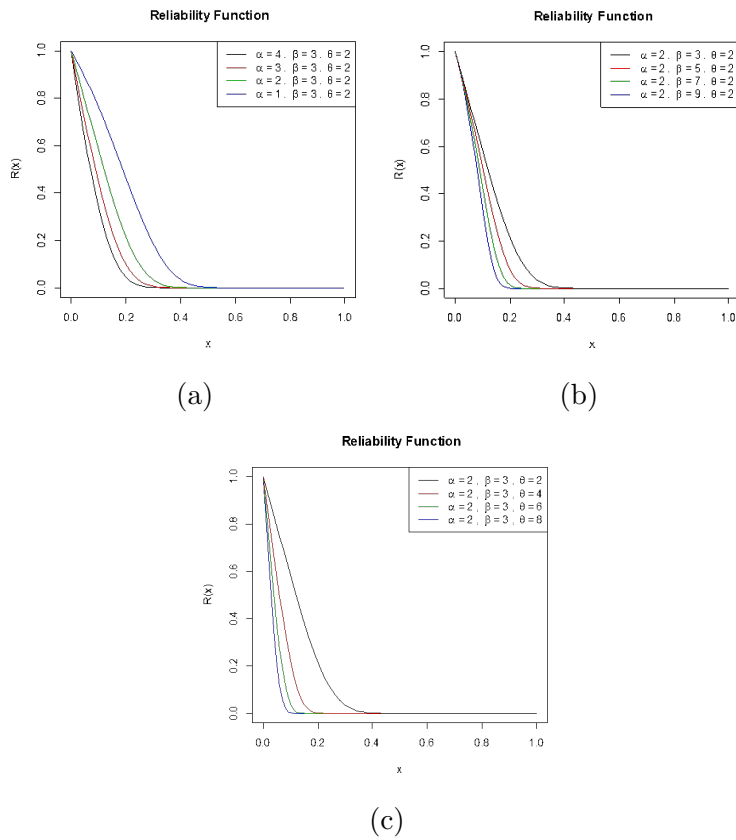 Reliability Function
α=4, β=3, θ=2
α=3, β=3, θ=2
α=2, β=3, θ=2
α=1, β=3, θ=2
R(x)
0.0 0.2 0.4 0.6 0.8 1.0
0.0 0.2 0.4 0.6 0.8 1.0
x
(a)
Reliability Function
α=2, β=3, θ=2
α=2, β=5, θ=2
α=2, β=7, θ=2
α=2, β=9, θ=2
R(x)
0.0 0.2 0.4 0.6 0.8 1.0
0.0 0.2 0.4 0.6 0.8 1.0
x
(b)
Reliability Function
α=2, β=3, θ=2
α=2, β=3, θ=4
α=2, β=3, θ=6
α=2, β=3, θ=8
R(x)
0.0 0.2 0.4 0.6 0.8 1.0
0.0 0.2 0.4 0.6 0.8 1.0
x
(c)